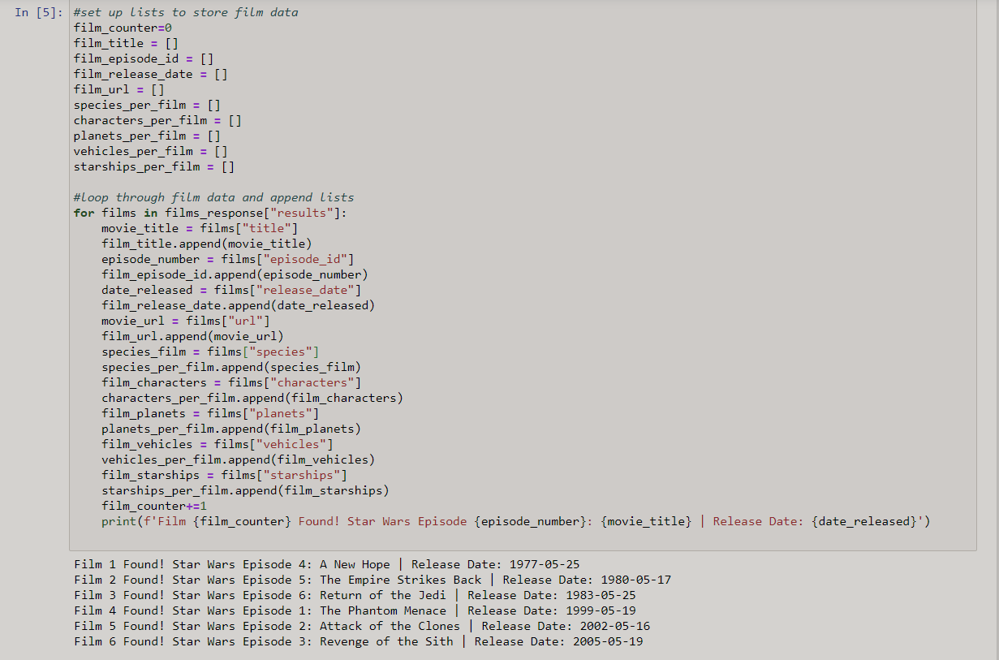 In [5]: #set up lists to store film data
film_counter=0
film_title = []
film_episode_id = []
film_release_date = []
film_url = []
species_per_film = []
characters_per_film = []
planets_per_film = []
vehicles_per_film = []
starships_per_film = []

#loop through film data and append lists
for films in films_response["results"]:
    movie_title = films["title"]
    film_title.append(movie_title)
    episode_number = films["episode_id"]
    film_episode_id.append(episode_number)
    date_released = films["release_date"]
    film_release_date.append(date_released)
    movie_url = films["url"]
    film_url.append(movie_url)
    species_film = films["species"]
    species_per_film.append(species_film)
    film_characters = films["characters"]
    characters_per_film.append(film_characters)
    film_planets = films["planets"]
    planets_per_film.append(film_planets)
    film_vehicles = films["vehicles"]
    vehicles_per_film.append(film_vehicles)
    film_starships = films["starships"]
    starships_per_film.append(film_starships)
    film_counter+=1
    print(f'Film {film_counter} Found! Star Wars Episode {episode_number}: {movie_title} | Release Date: {date_released}')

Film 1 Found! Star Wars Episode 4: A New Hope | Release Date: 1977-05-25
Film 2 Found! Star Wars Episode 5: The Empire Strikes Back | Release Date: 1980-05-17
Film 3 Found! Star Wars Episode 6: Return of the Jedi | Release Date: 1983-05-25
Film 4 Found! Star Wars Episode 1: The Phantom Menace | Release Date: 1999-05-19
Film 5 Found! Star Wars Episode 2: Attack of the Clones | Release Date: 2002-05-16
Film 6 Found! Star Wars Episode 3: Revenge of the Sith | Release Date: 2005-05-19